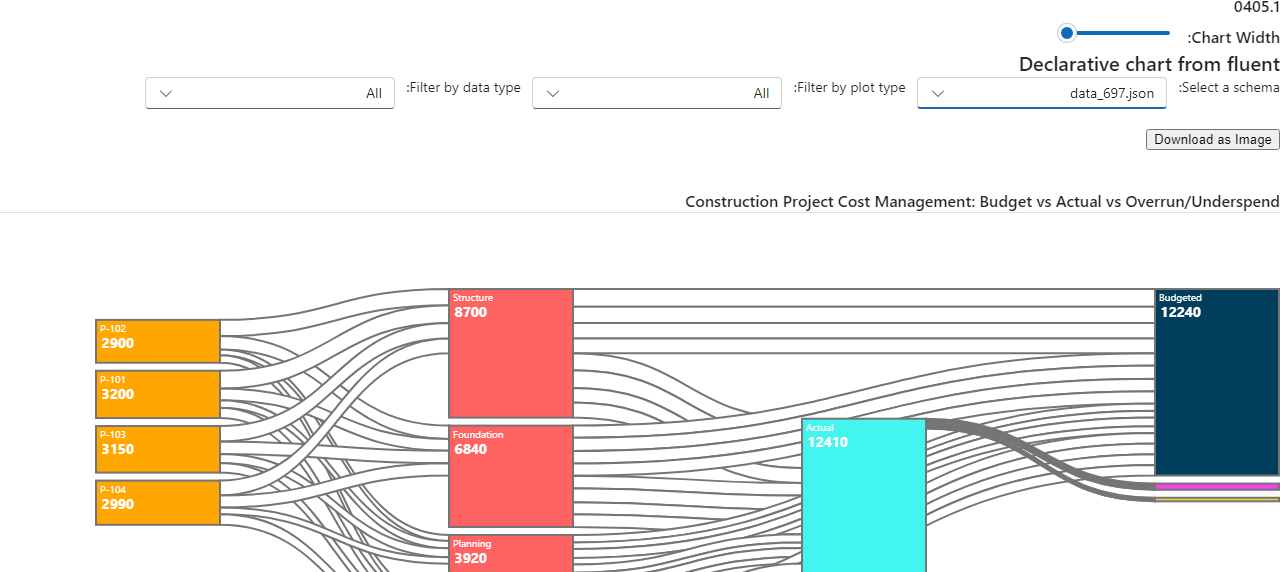 0405.1
:Chart Width
Declarative chart from fluent
:Select a schema
data_697.json
:Filter by plot type
All
:Filter by data type
All
Download as Image
Construction Project Cost Management: Budget vs Actual vs Overrun/Underspend
P-102
2900
P-101
3200
P-103
3150
P-104
2990
Structure
8700
Foundation
6840
Planning
3920
Actual
12410
Budgeted
12240